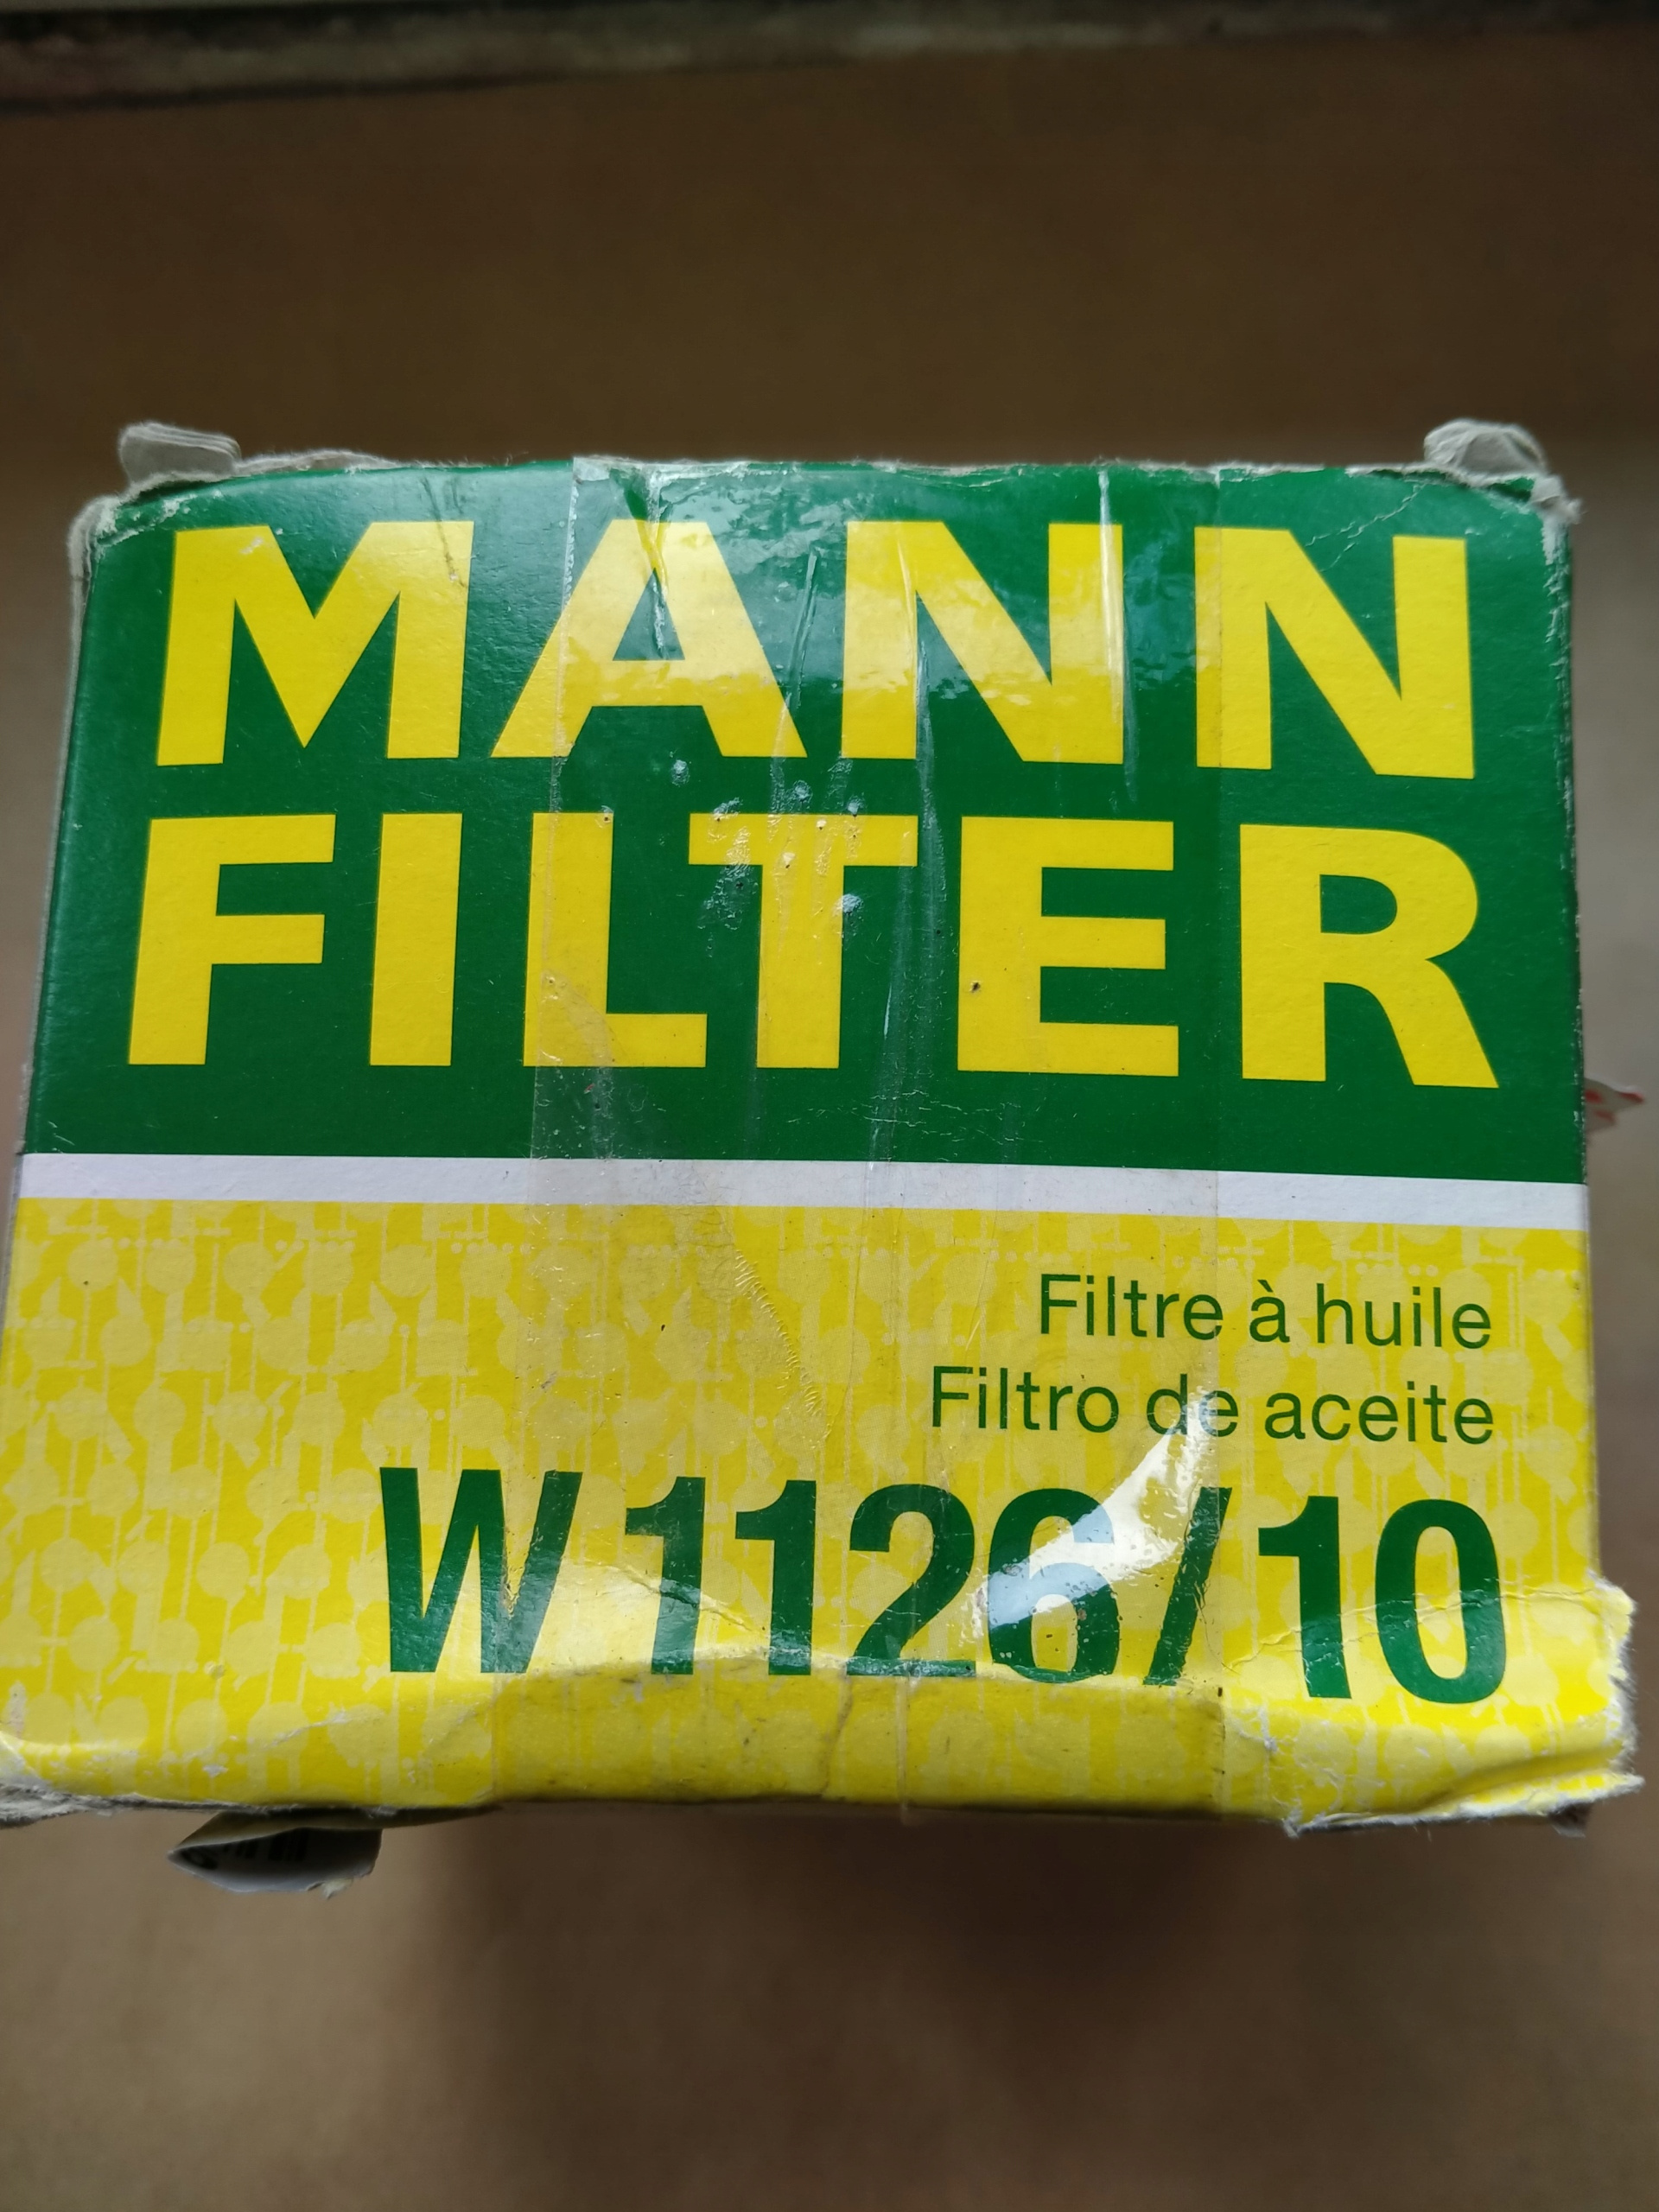 MANN
FILTER
Filtre à huile
Filtro de aceite
W 1126/10